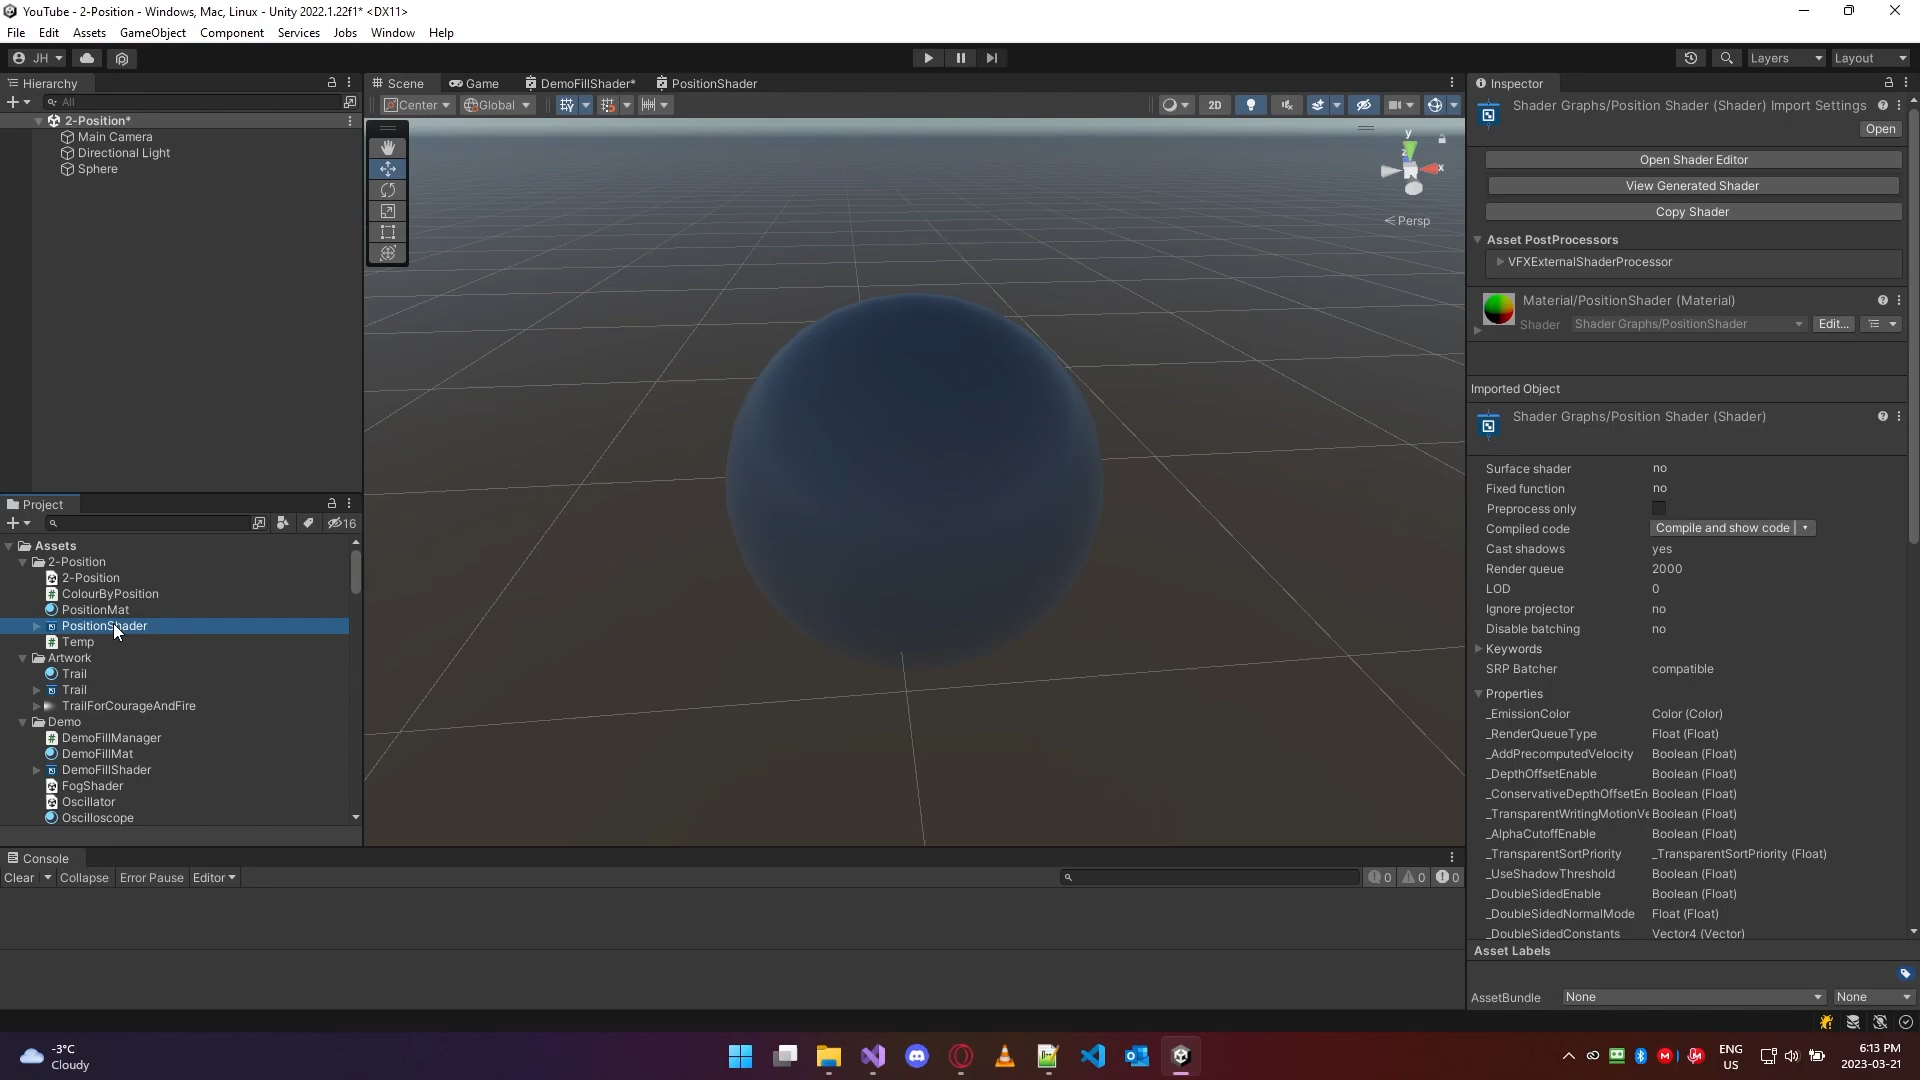 YouTube - 2-Position - Windows, Mac, Linux - Unity 2022.1.22f1* <DX11>
File Edit Assets GameObject Component Services Jobs Window Help
JH Layers Layout
Hierarchy
All
2-Position*
Main Camera
Directional Light
Sphere
Scene Game DemoFillShader* PositionShader
Center Global 2D
y
z
x
Persp
Project
16
Assets
2-Position
2-Position
ColourByPosition
PositionMat
PositionShader
Temp
Artwork
Trail
Trail
TrailForCourageAndFire
Demo
DemoFillManager
DemoFillMat
DemoFillShader
FogShader
Oscillator
Oscilloscope
Console
Clear Collapse Error Pause Editor 0 0 0
Inspector
Shader Graphs/Position Shader (Shader) Import Settings
Open
Open Shader Editor
View Generated Shader
Copy Shader
Asset PostProcessors
VFXExternalShaderProcessor
Material/PositionShader (Material)
Shader Shader Graphs/PositionShader Edit...
Imported Object
Shader Graphs/Position Shader (Shader)
Surface shader no
Fixed function no
Preprocess only
Compiled code Compile and show code
Cast shadows yes
Render queue 2000
LOD 0
Ignore projector no
Disable batching no
Keywords
SRP Batcher compatible
Properties
_EmissionColor Color (Color)
_RenderQueueType Float (Float)
_AddPrecomputedVelocity Boolean (Float)
_DepthOffsetEnable Boolean (Float)
_ConservativeDepthOffsetEn Boolean (Float)
_TransparentWritingMotionVe Boolean (Float)
_AlphaCutoffEnable Boolean (Float)
_TransparentSortPriority _TransparentSortPriority (Float)
_UseShadowThreshold Boolean (Float)
_DoubleSidedEnable Boolean (Float)
_DoubleSidedNormalMode Float (Float)
_DoubleSidedConstants Vector4 (Vector)
Asset Labels
AssetBundle None None
-3°C
Cloudy
ENG
US
6:13 PM
2023-03-21